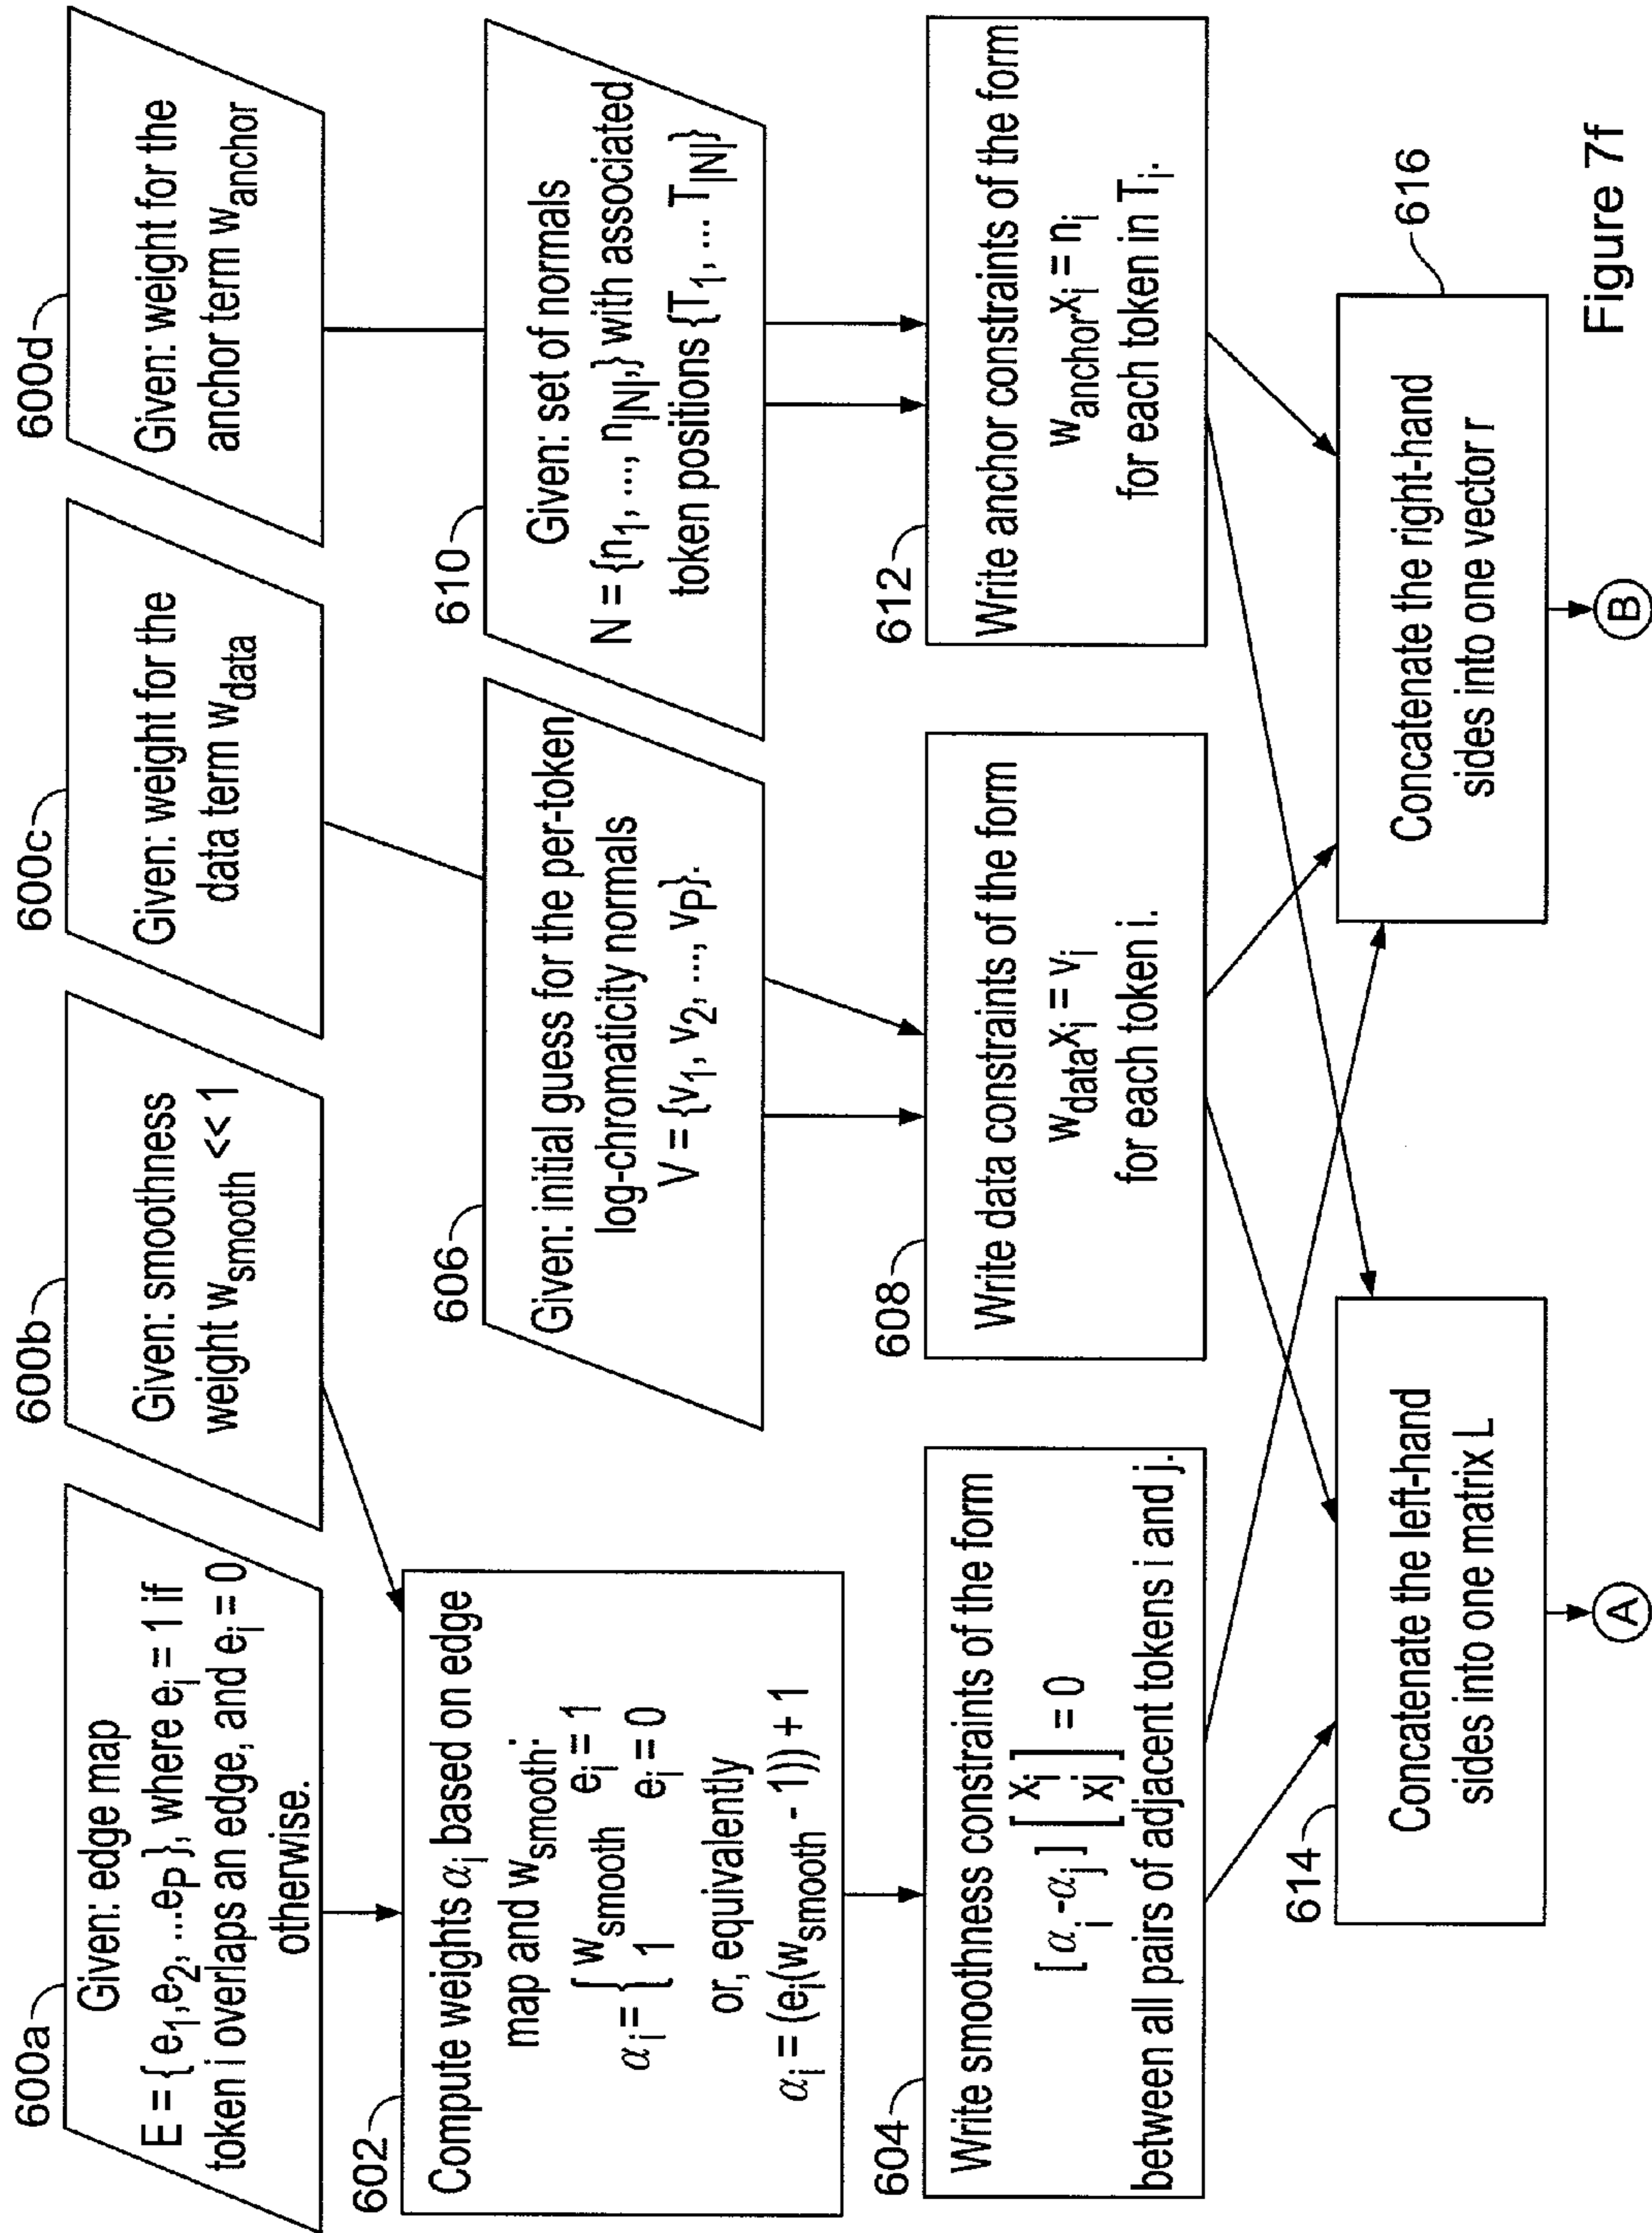 600a
Given: edge map
E = {e1,e2, ...eP}, where ei = 1 if
token i overlaps an edge, and ei = 0
otherwise.
600b
Given: smoothness
weight wsmooth << 1
600c
Given: weight for the
data term wdata
600d
Given: weight for the
anchor term wanchor
602
Compute weights αi based on edge
map and wsmooth.
αi = { wsmooth ei = 1
1 ei = 0
or, equivalently
αi = (ei(wsmooth - 1)) + 1
606
Given: initial guess for the per-token
log-chromaticity normals
V = {v1, v2, ..., vP}.
610
Given: set of normals
N = {n1, ..., n|N|,} with associated
token positions {T1, ... T|N|}
604
Write smoothness constraints of the form
[αi -αj] [xi
xj] = 0
between all pairs of adjacent tokens i and j.
608
Write data constraints of the form
wdataxi = vi
for each token i.
612
Write anchor constraints of the form
wanchorxi = ni
for each token in Ti.
614
Concatenate the left-hand
sides into one matrix L
616
Concatenate the right-hand
sides into one vector r
A
B
Figure 7f